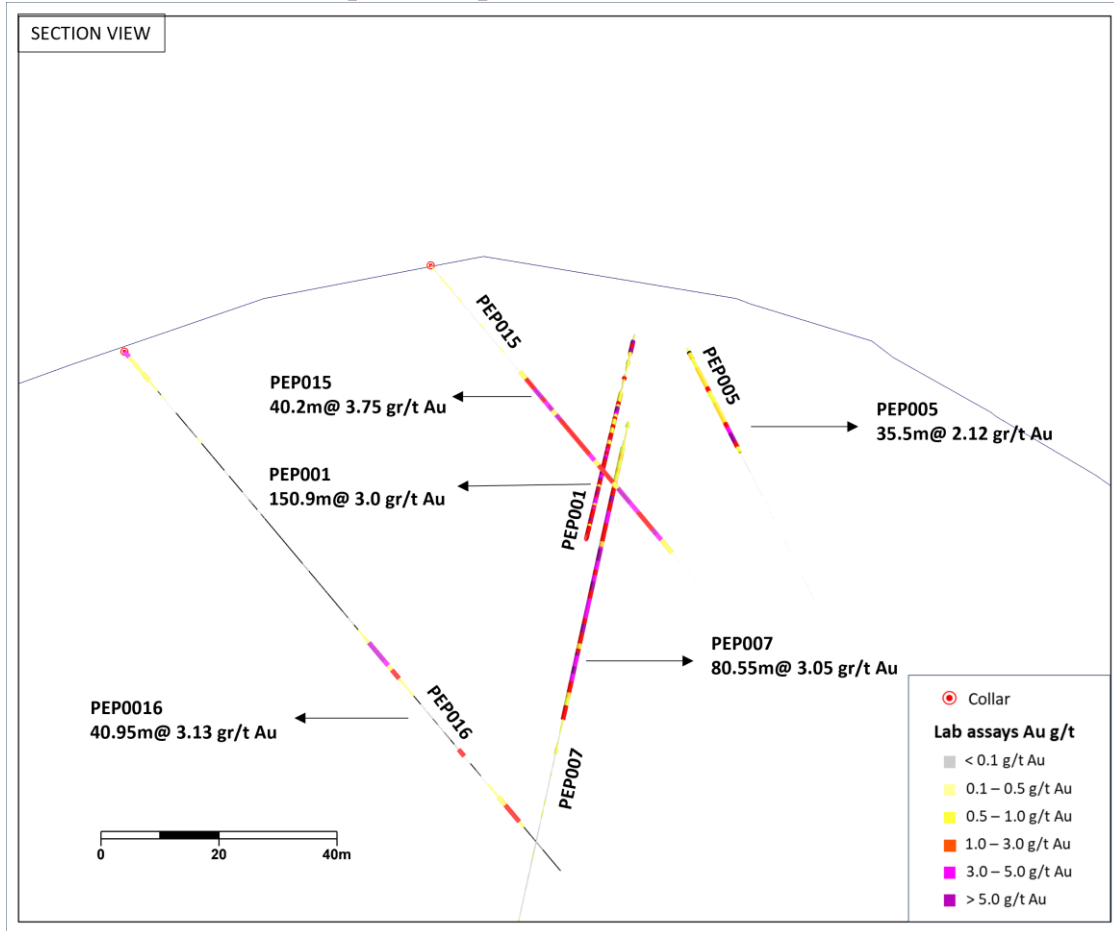 SECTION VIEW
PEP015
PEP005
PEP015
40.2m@ 3.75 gr/t Au
PEP005
35.5m@ 2.12 gr/t Au
PEP001
150.9m@ 3.0 gr/t Au
PEP001
PEP007
80.55m@ 3.05 gr/t Au
PEP016
PEP0016
40.95m@ 3.13 gr/t Au
PEP007
0
20
40m
Collar
Lab assays Au g/t
< 0.1 g/t Au
0.1 – 0.5 g/t Au
0.5 – 1.0 g/t Au
1.0 – 3.0 g/t Au
3.0 – 5.0 g/t Au
> 5.0 g/t Au